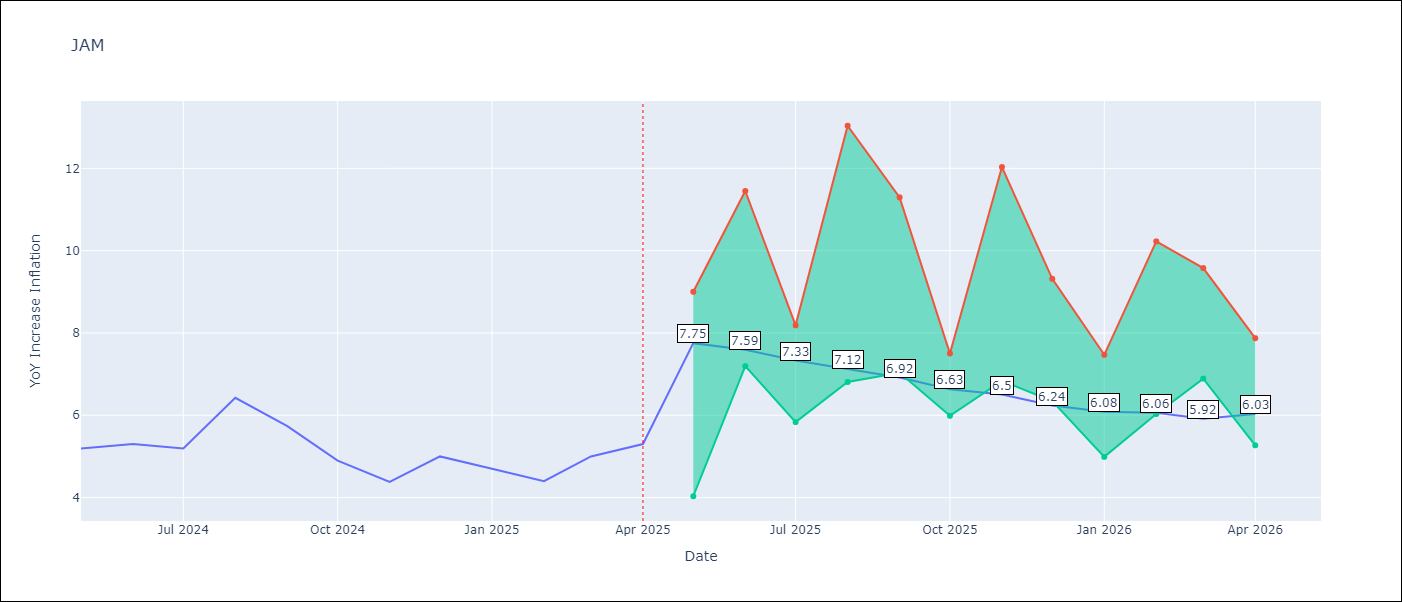 JAM
YoY Increase Inflation
12
10
8
6
4
7.75
7.59
7.33
7.12
6.92
6.63
6.5
6.24
6.08
6.06
5.92
6.03
Jul 2024
Oct 2024
Jan 2025
Apr 2025
Jul 2025
Oct 2025
Jan 2026
Apr 2026
Date